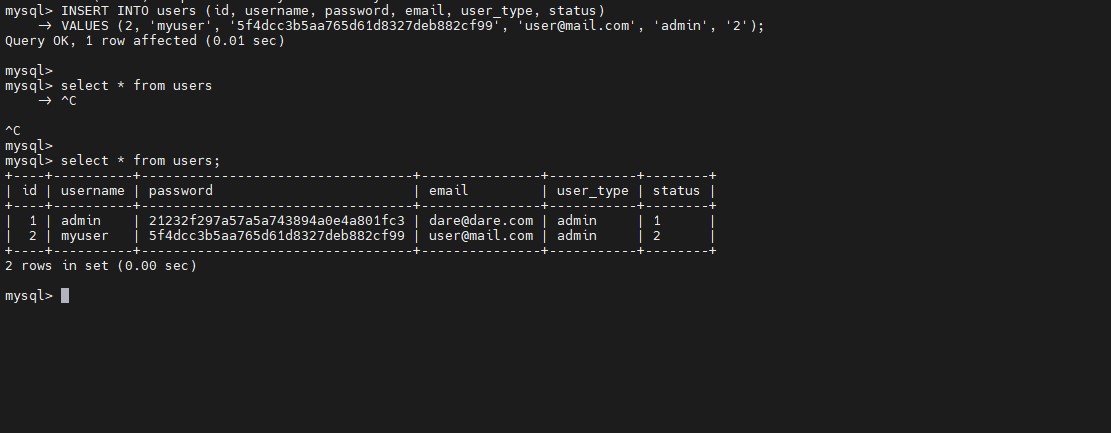 mysql> INSERT INTO users (id, username, password, email, user_type, status)
    -> VALUES (2, 'myuser', '5f4dcc3b5aa765d61d8327deb882cf99', 'user@mail.com', 'admin', '2');
Query OK, 1 row affected (0.01 sec)
mysql>
mysql> select * from users
    -> ^C
^C
mysql>
mysql> select * from users;
+----+----------+----------------------------------+---------------+-----------+--------+
| id | username | password                         | email         | user_type | status |
+----+----------+----------------------------------+---------------+-----------+--------+
|  1 | admin    | 21232f297a57a5a743894a0e4a801fc3 | dare@dare.com | admin     | 1      |
|  2 | myuser   | 5f4dcc3b5aa765d61d8327deb882cf99 | user@mail.com | admin     | 2      |
+----+----------+----------------------------------+---------------+-----------+--------+
2 rows in set (0.00 sec)
mysql>